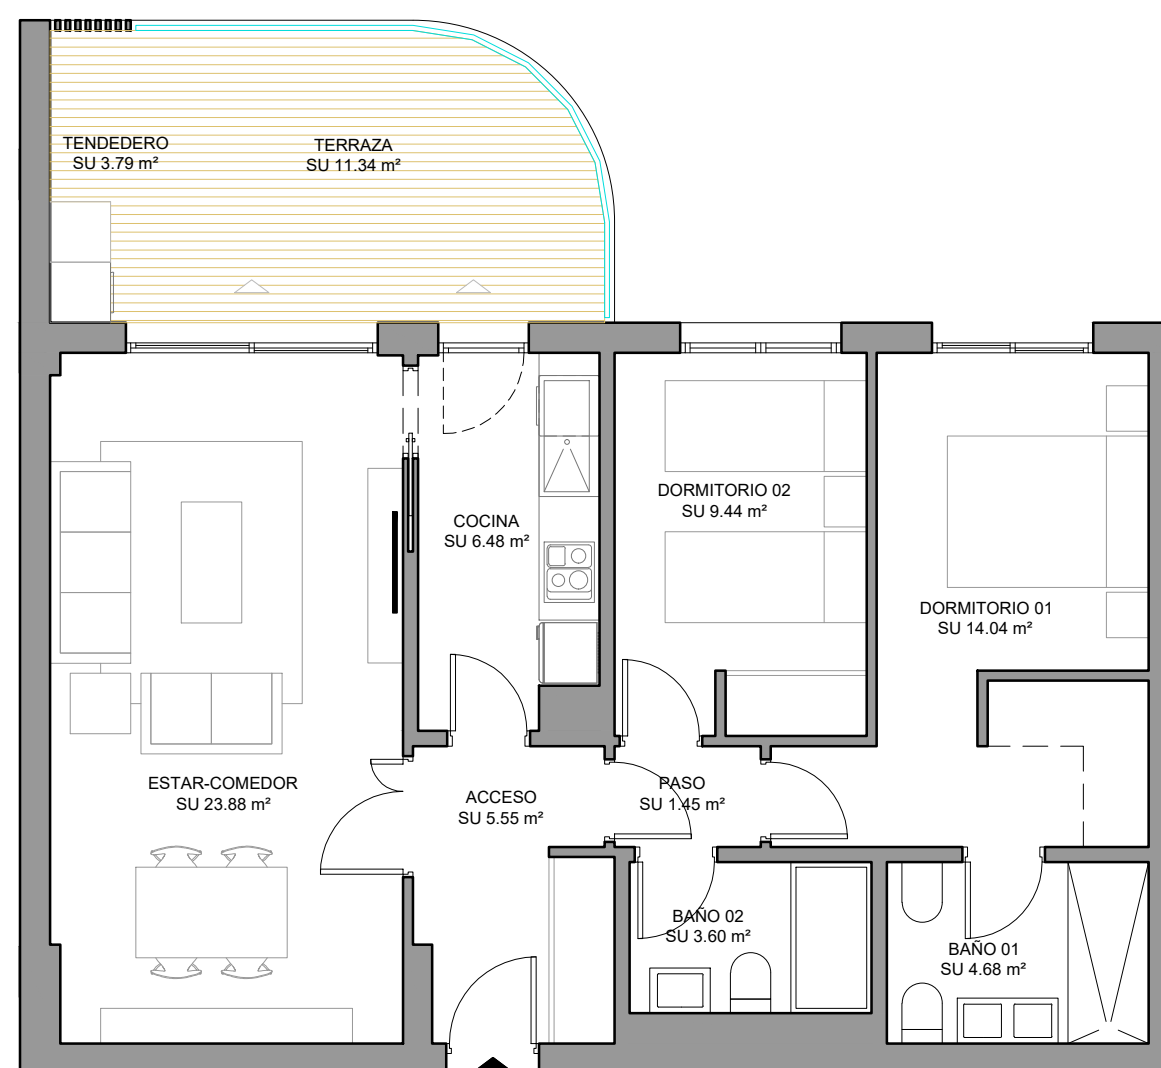 TENDEDERO
SU 3.79 m²
TERRAZA
SU 11.34 m²
DORMITORIO 02
SU 9.44 m²
COCINA
SU 6.48 m²
DORMITORIO 01
SU 14.04 m²
ESTAR-COMEDOR
SU 23.88 m²
ACCESO
SU 5.55 m²
PASO
SU 1.45 m²
BAÑO 02
SU 3.60 m²
BAÑO 01
SU 4.68 m²